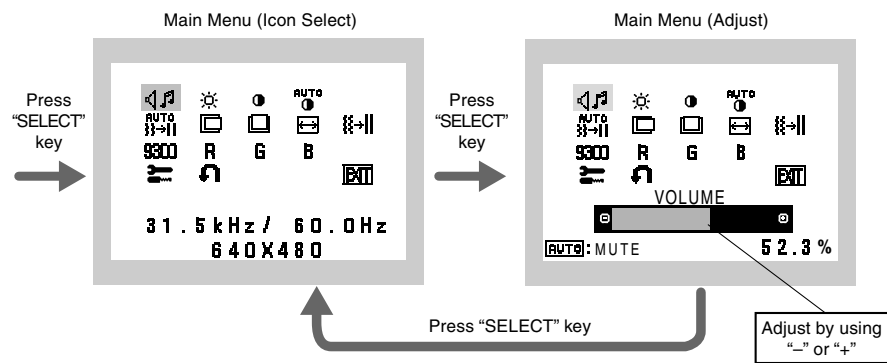 Main Menu (Icon Select)
Main Menu (Adjust)
Press
“SELECT”
key
AUTO
AUTO
9300 R G B
EXIT
31.5kHz/ 60.0Hz
640X480
Press
“SELECT”
key
AUTO
AUTO
9300 R G B
EXIT
VOLUME
AUTO:MUTE 52.3%
Press “SELECT” key
Adjust by using
“–” or “+”